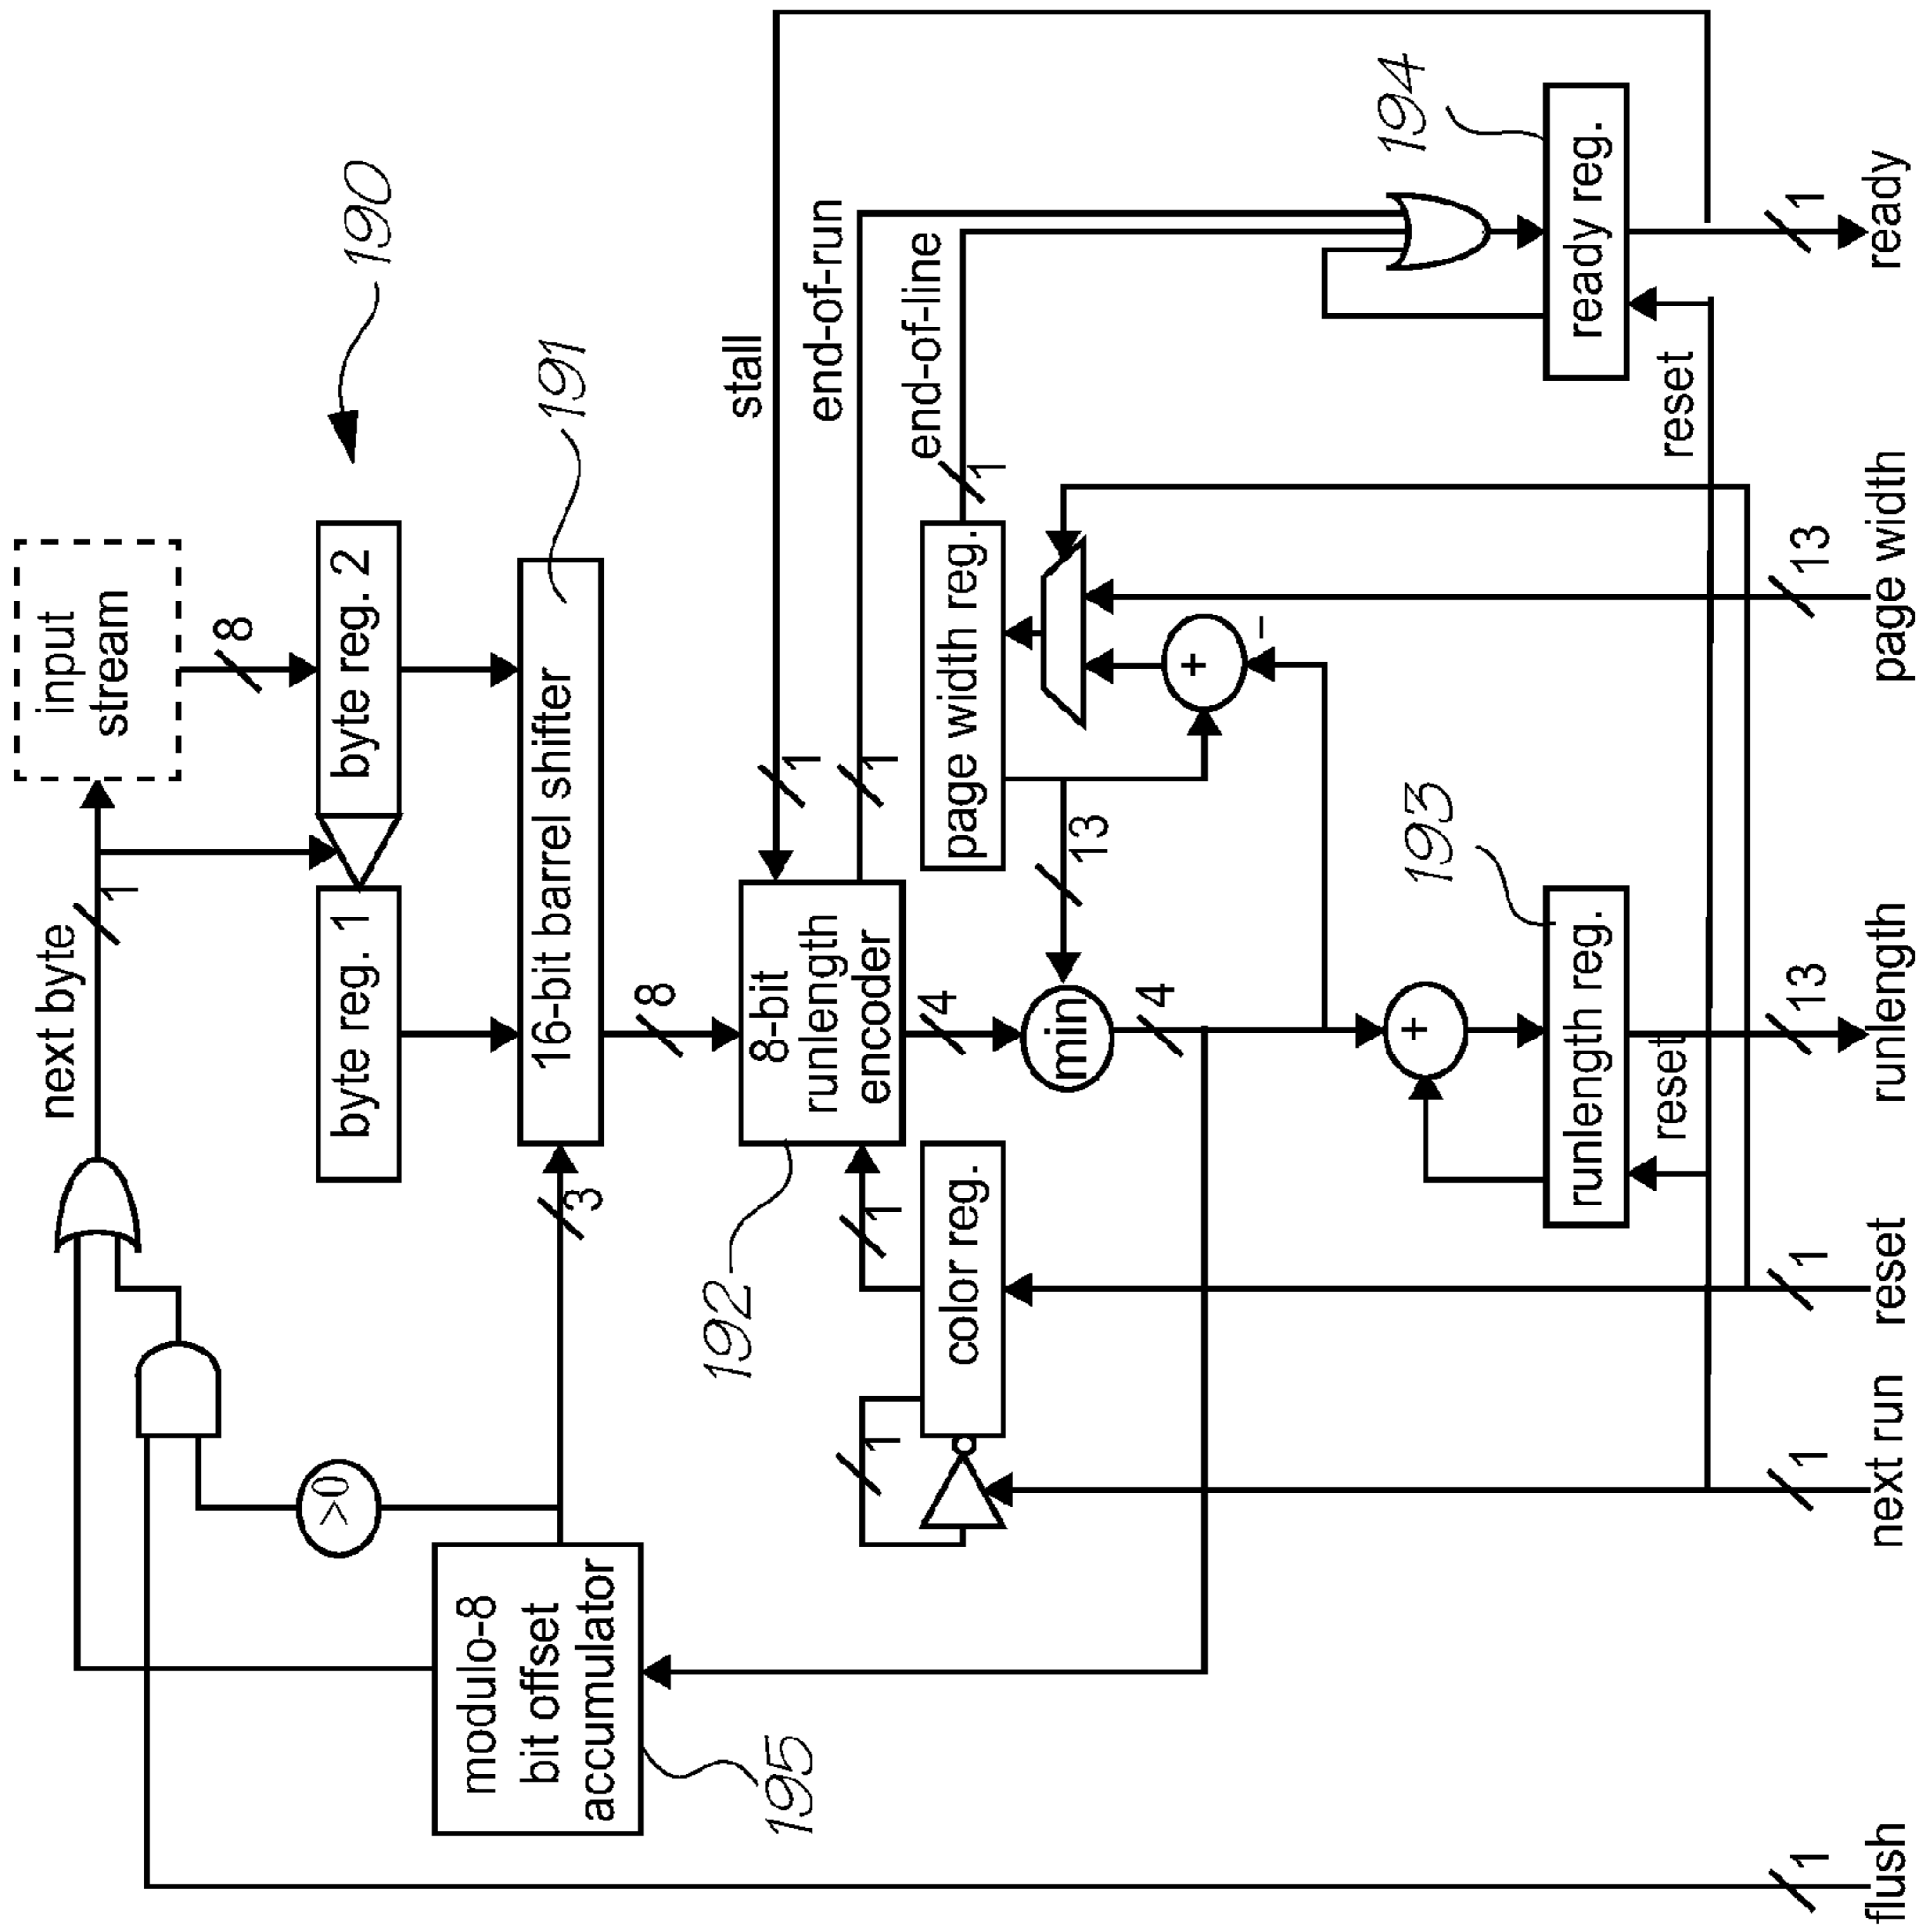 input
stream
8
190
next byte
1
byte reg. 1
byte reg. 2
191
16-bit barrel shifter
3
8
>0
modulo-8
bit offset
accumulator
195
stall
1
end-of-run
1
end-of-line
1
8-bit
runlength
encoder
192
1
4
color reg.
1
page width reg.
min
13
4
+
−
194
ready reg.
reset
193
+
runlength reg.
reset
1
flush
1
next run
1
reset
13
runlength
13
page width
1
ready